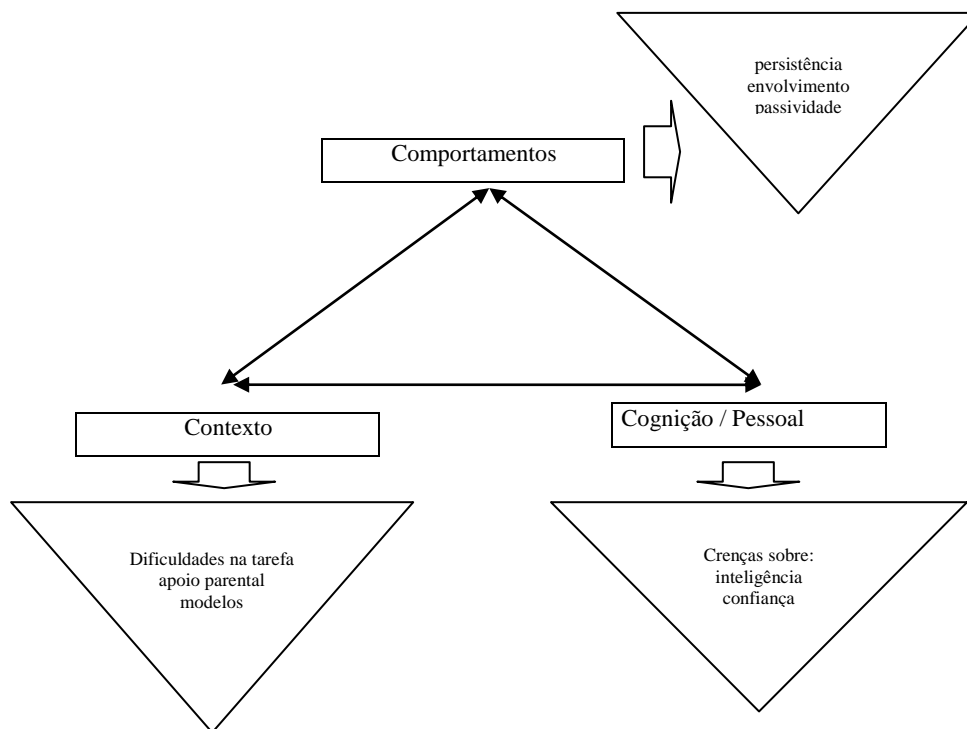 persistência
envolvimento
passividade
Comportamentos
Contexto
Cognição / Pessoal
Dificuldades na tarefa
apoio parental
modelos
Crenças sobre:
inteligência
confiança